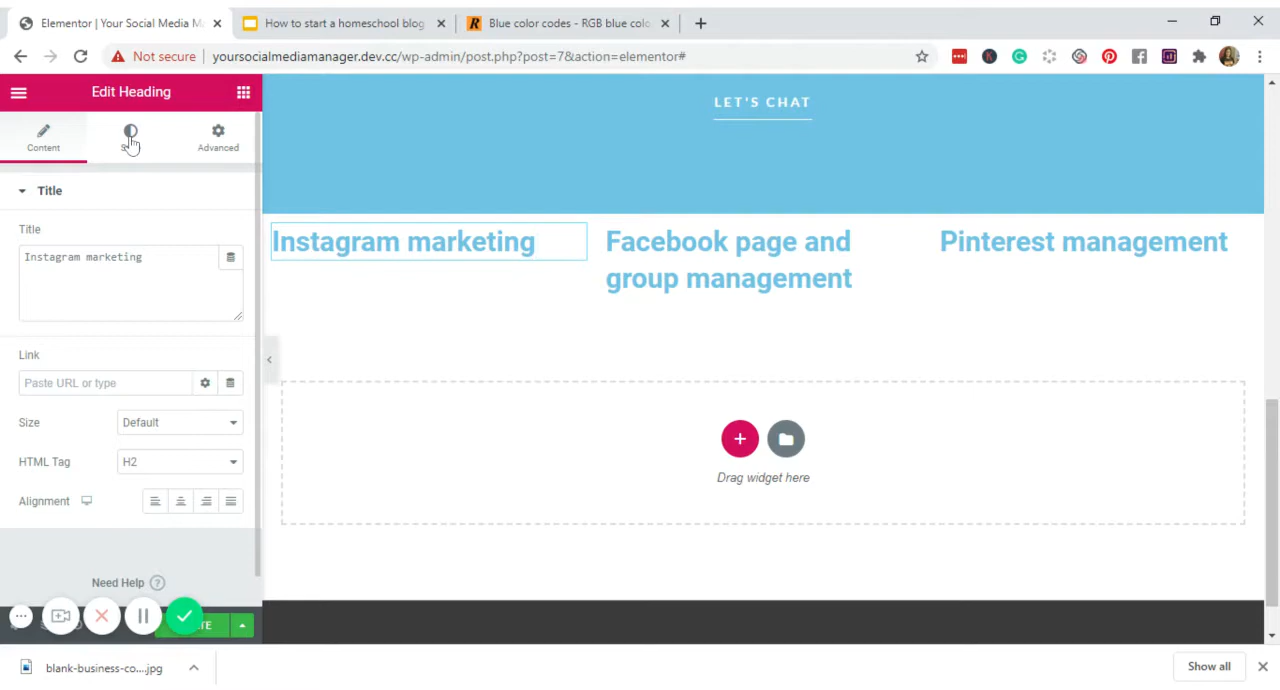 Elementor | Your Social Media M
How to start a homeschool blog
Blue color codes - RGB blue colo
Not secure
yoursocialmediamanager.dev.cc/wp-admin/post.php?post=7&action=elementor#
Edit Heading
LET'S CHAT
Content
Advanced
Title
Title
Instagram marketing
Instagram marketing
Facebook page and
group management
Pinterest management
Link
Paste URL or type
Size
Default
HTML Tag
H2
Alignment
Drag widget here
Need Help ?
blank-business-co....jpg
Show all